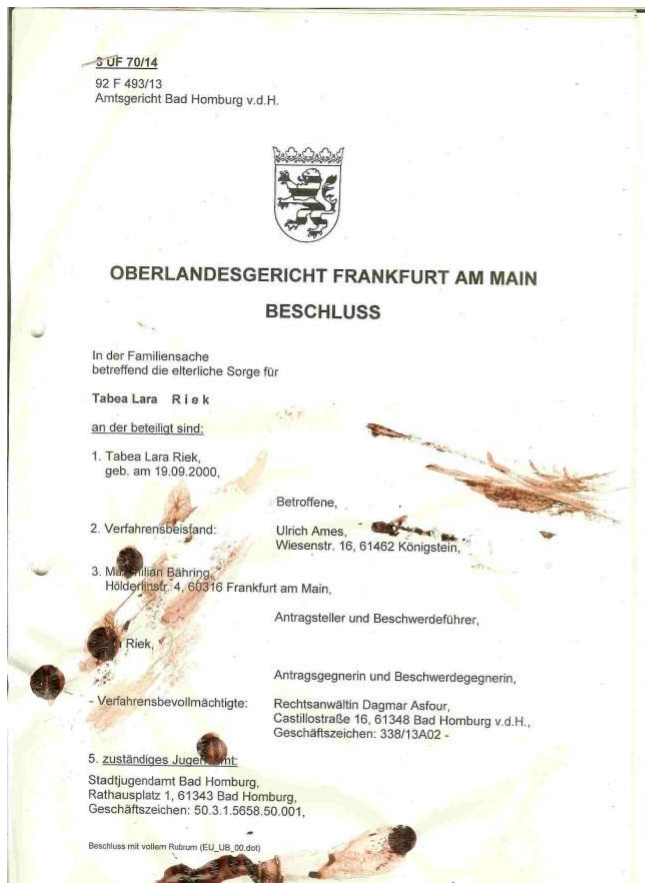 3 UF 70/14
92 F 493/13
Amtsgericht Bad Homburg v.d.H.
OBERLANDESGERICHT FRANKFURT AM MAIN
BESCHLUSS
In der Familiensache
betreffend die elterliche Sorge für
Tabea Lara Riek
an der beteiligt sind:
1. Tabea Lara Riek,
geb. am 19.09.2000,
Betroffene,
2. Verfahrensbeistand:
Ulrich Ames,
Wiesenstr. 16, 61462 Königstein,
3. Bähring,
Hölderlinstr. 4, 60316 Frankfurt am Main,
Antragsteller und Beschwerdeführer,
Riek,
Antragsgegnerin und Beschwerdegegnerin,
- Verfahrensbevollmächtigte:
Rechtsanwältin Dagmar Asfour,
Castillostraße 16, 61348 Bad Homburg v.d.H.,
Geschäftszeichen: 338/13A02 -
5. zuständiges Jugendamt:
Stadtjugendamt Bad Homburg,
Rathausplatz 1, 61343 Bad Homburg,
Geschäftszeichen: 50.3.1.5658.50.001,
Beschluss mit vollem Rubrum (EU_UB_00.dot)